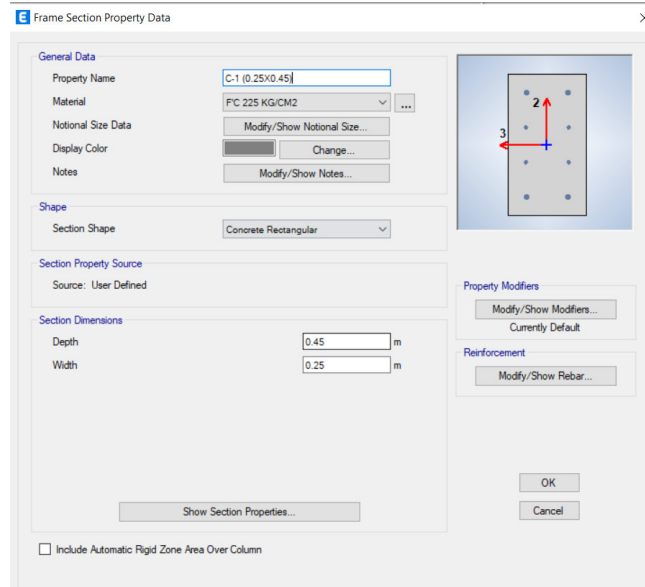 E Frame Section Property Data
General Data
Property Name C-1 (0.25X0.45)
Material F'C 225 KG/CM2 ...
Notional Size Data Modify/Show Notional Size...
Display Color Change...
Notes Modify/Show Notes...
2
3
Shape
Section Shape Concrete Rectangular
Section Property Source
Source: User Defined
Property Modifiers
Modify/Show Modifiers...
Currently Default
Section Dimensions
Depth 0.45 m
Width 0.25 m
Reinforcement
Modify/Show Rebar...
Show Section Properties...
OK
Cancel
Include Automatic Rigid Zone Area Over Column